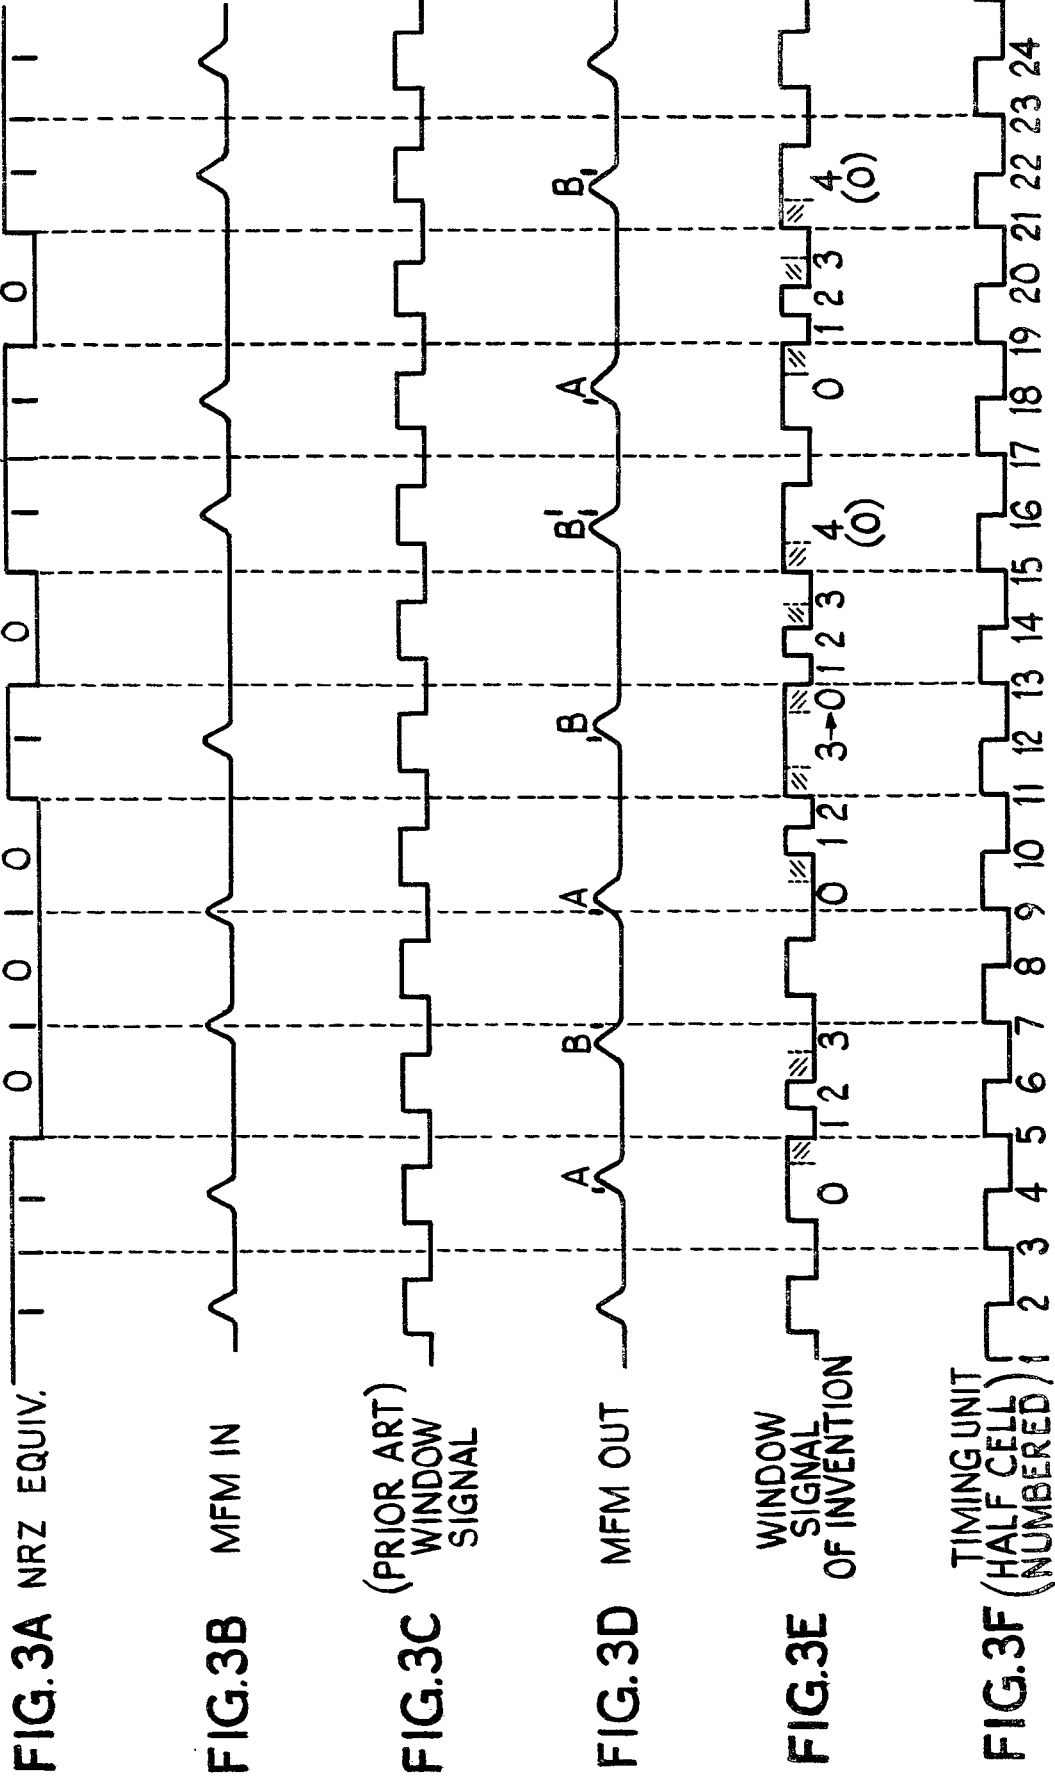 FIG.3A NRZ EQUIV. 1 1 0 0 0 1 0 1 1 0 1 1
FIG.3B MFM IN
FIG.3C (PRIOR ART)
WINDOW
SIGNAL
FIG.3D MFM OUT A B A B B' A B
FIG.3E WINDOW
SIGNAL
OF INVENTION
0 1 2 3 0 1 2 3→0 1 2 3 4 0 1 2 3 4
(0) (0)
FIG.3F TIMING UNIT
(HALF CELL)
(NUMBERED)
1 2 3 4 5 6 7 8 9 10 11 12 13 14 15 16 17 18 19 20 21 22 23 24